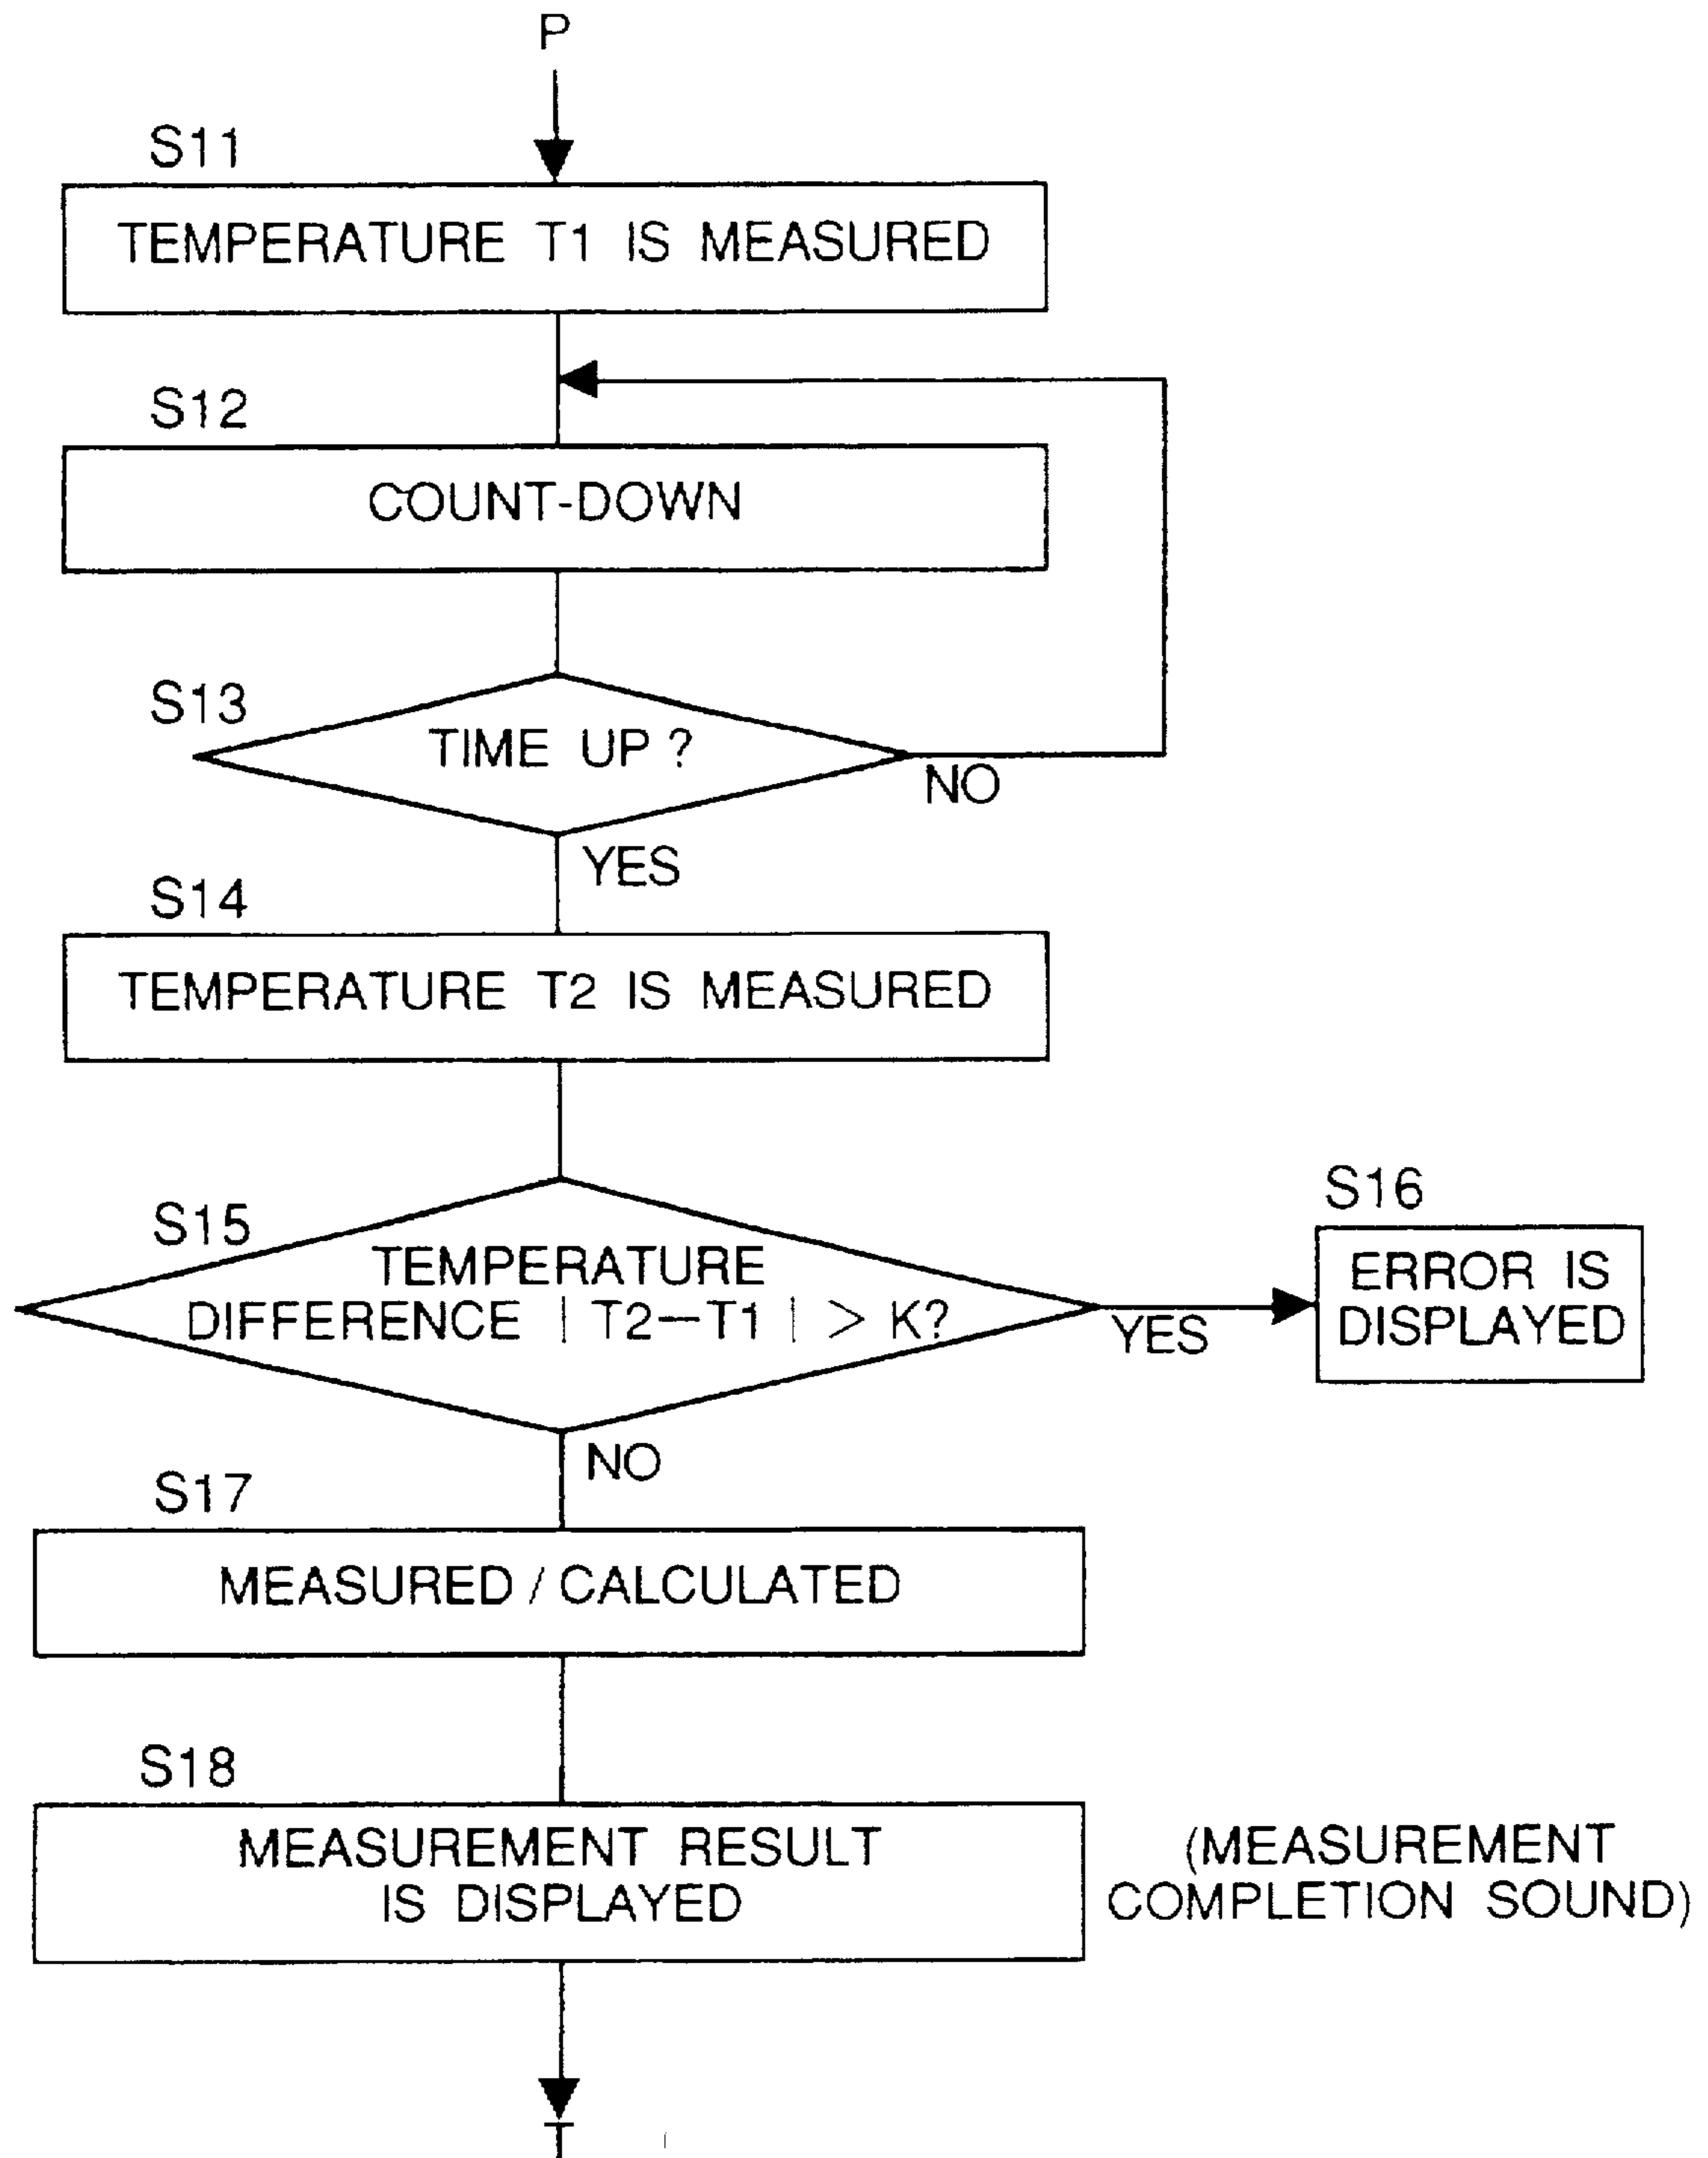 P
S11
TEMPERATURE T1 IS MEASURED
S12
COUNT-DOWN
S13
TIME UP ?
NO
YES
S14
TEMPERATURE T2 IS MEASURED
S15
TEMPERATURE
DIFFERENCE | T2—T1 | > K?
YES
S16
ERROR IS
DISPLAYED
NO
S17
MEASURED / CALCULATED
S18
MEASUREMENT RESULT
IS DISPLAYED
(MEASUREMENT
COMPLETION SOUND)
T